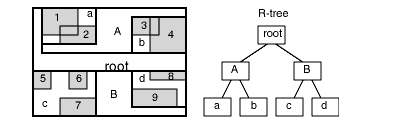 R-tree
1 a 3
2 A 4
b
root
root
A B
5 6 d 8
c 7 B 9
a b c d